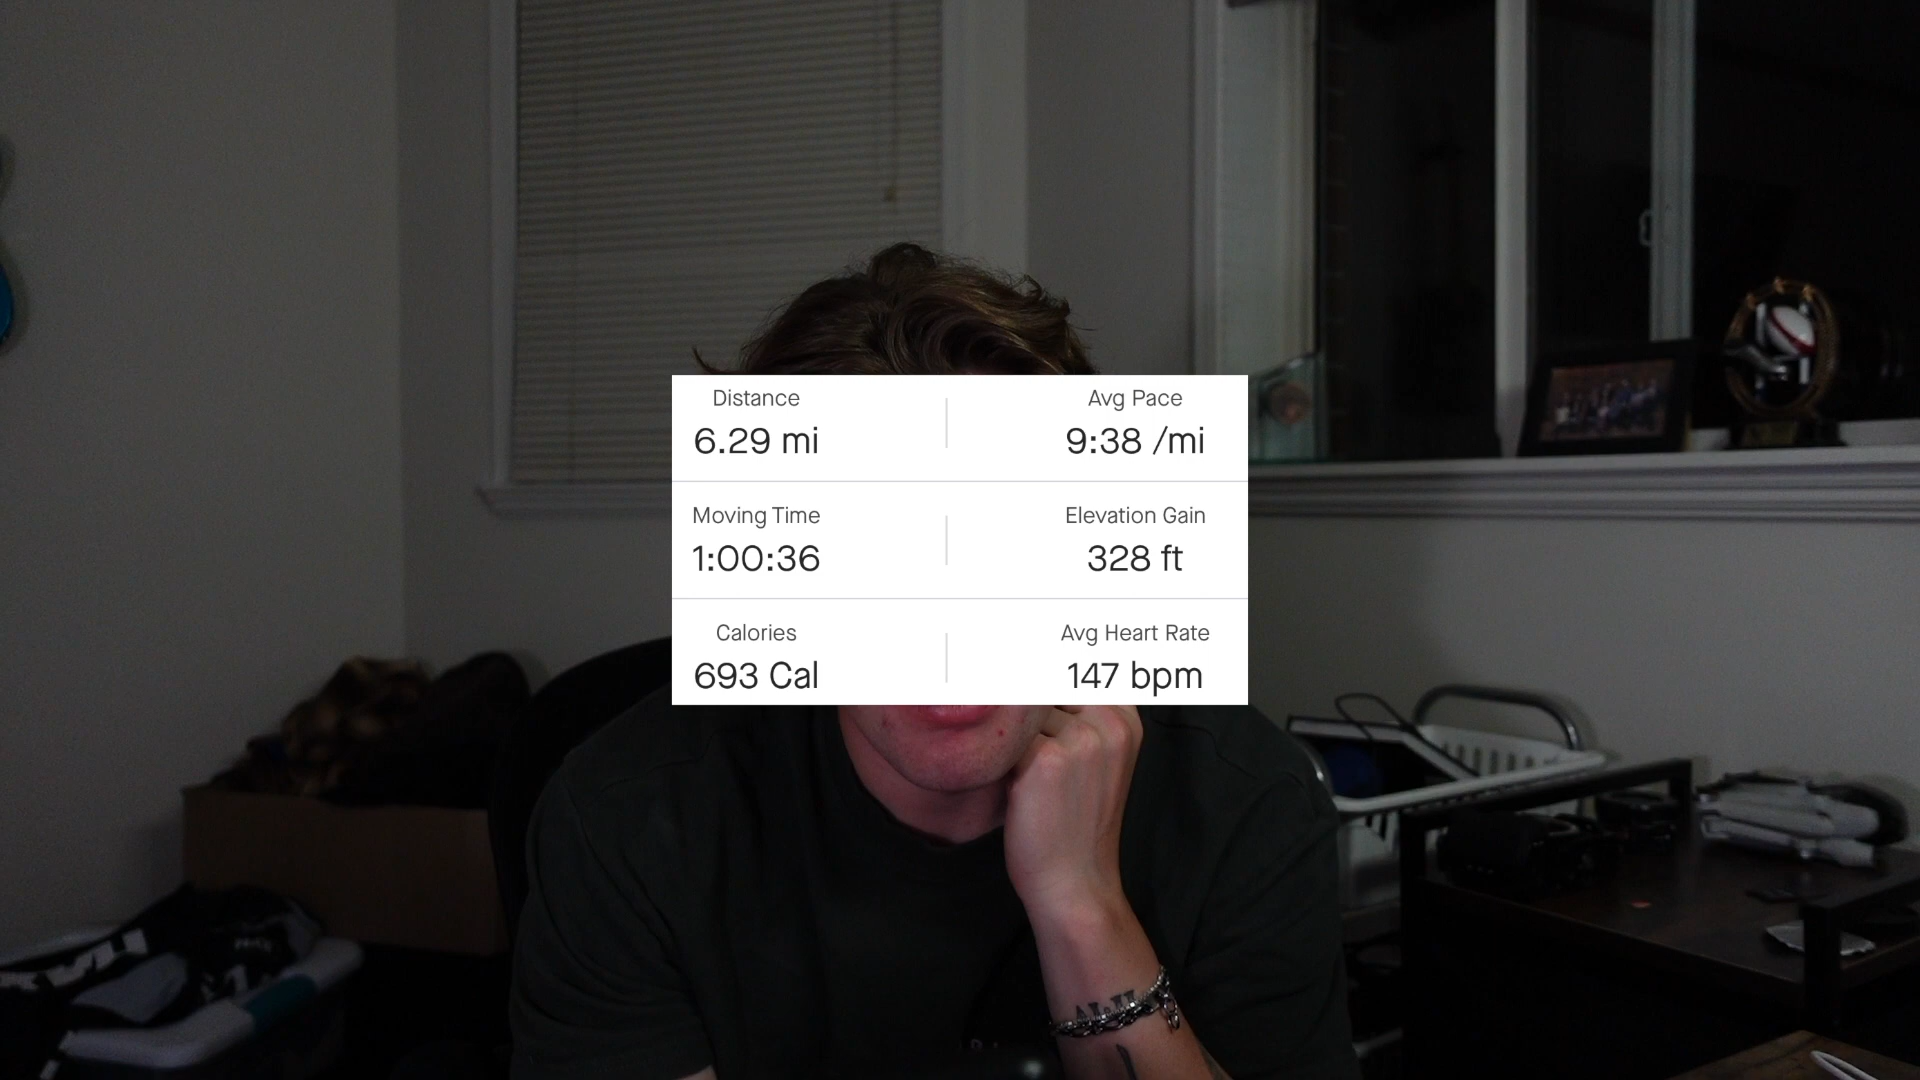 Distance
Avg Pace
6.29 mi
9:38 /mi
Moving Time
Elevation Gain
1:00:36
328 ft
Calories
Avg Heart Rate
693 Cal
147 bpm